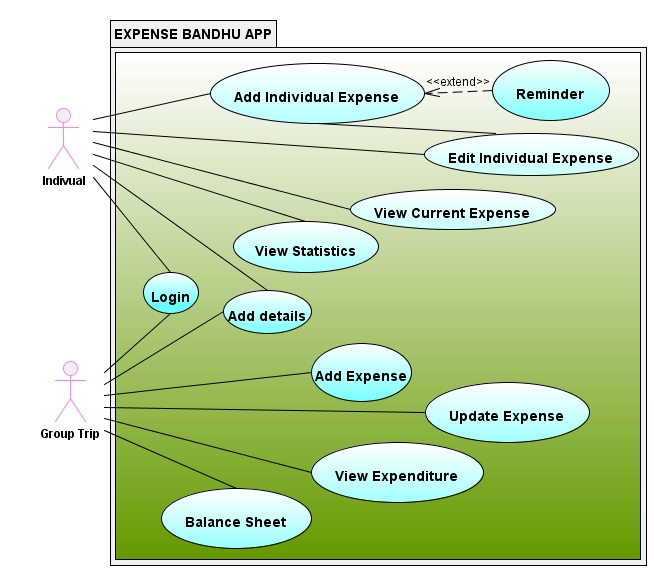 EXPENSE BANDHU APP
<<extend>>
Add Individual Expense
Reminder
Edit Individual Expense
Indivual
View Current Expense
View Statistics
Login
Add details
Add Expense
Update Expense
Group Trip
View Expenditure
Balance Sheet